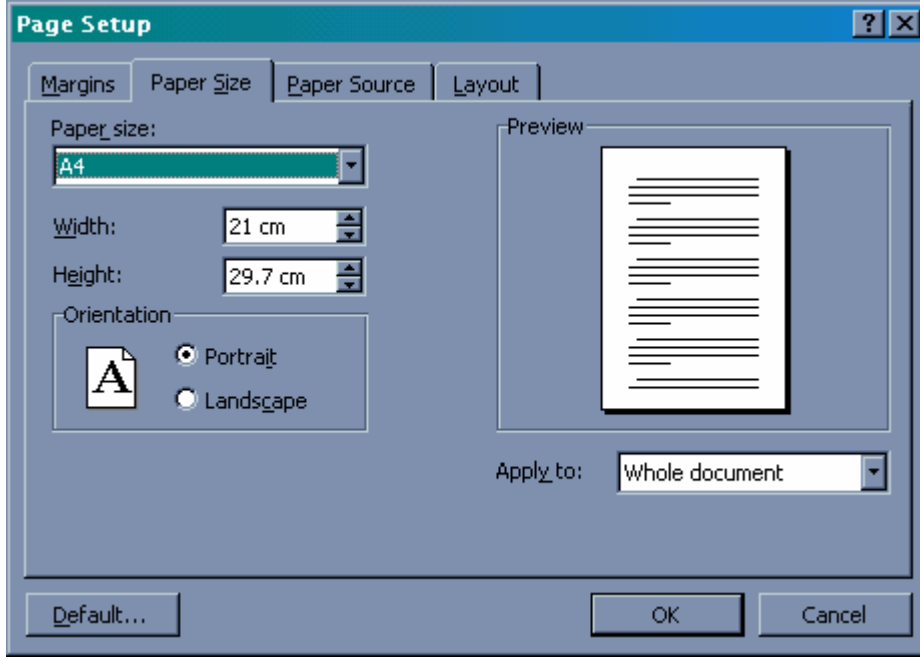 Page Setup
Margins Paper Size Paper Source Layout
Paper size:
A4
Width: 21 cm
Height: 29.7 cm
Orientation
A
Portrait
Landscape
Preview
Apply to: Whole document
Default... OK Cancel